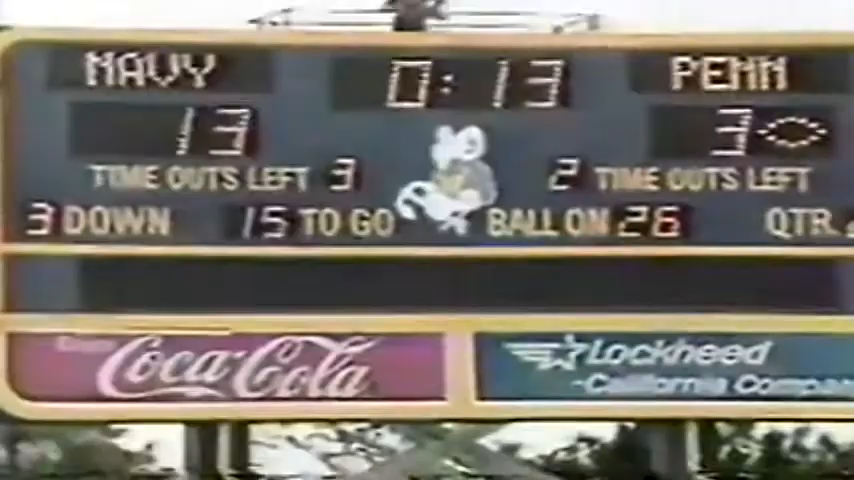 NAVY 0:13 PENN
13 3
TIME OUTS LEFT 3 2 TIME OUTS LEFT
3 DOWN 15 TO GO BALL ON 26 QTR.
Coca-Cola
Lockheed
-California Compa